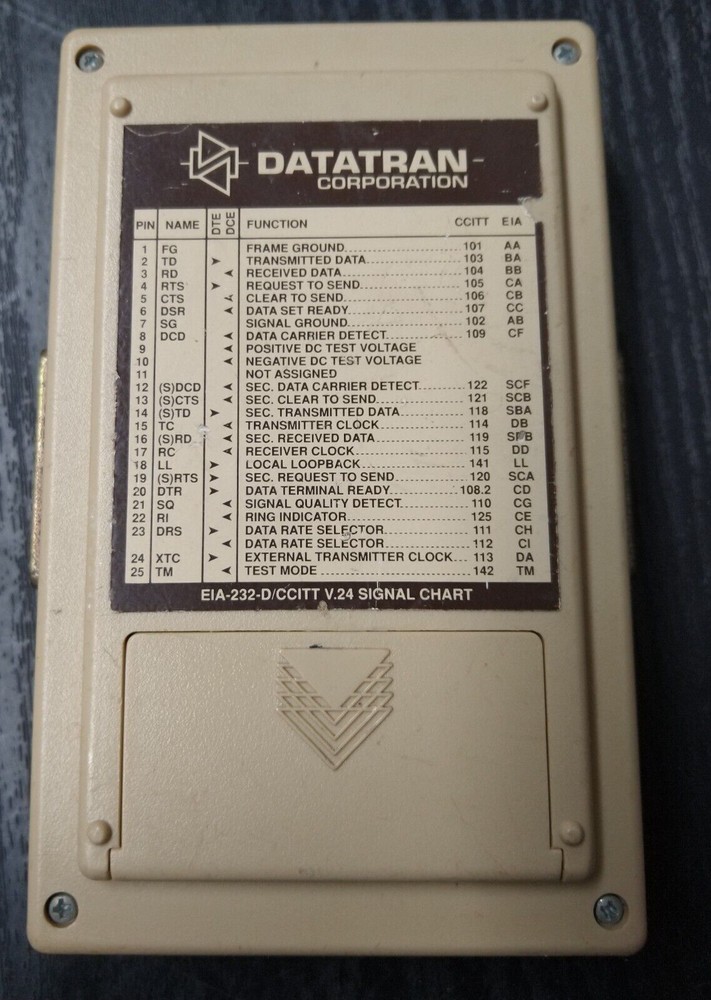 DATATRAN
CORPORATION
PIN NAME DTE DCE FUNCTION CCITT EIA
1 FG FRAME GROUND 101 AA
2 TD TRANSMITTED DATA 103 BA
3 RD RECEIVED DATA 104 BB
4 RTS REQUEST TO SEND 105 CA
5 CTS CLEAR TO SEND 106 CB
6 DSR DATA SET READY 107 CC
7 SG SIGNAL GROUND 102 AB
8 DCD DATA CARRIER DETECT 109 CF
9 POSITIVE DC TEST VOLTAGE
10 NEGATIVE DC TEST VOLTAGE
11 NOT ASSIGNED
12 (S)DCD SEC. DATA CARRIER DETECT 122 SCF
13 (S)CTS SEC. CLEAR TO SEND 121 SCB
14 (S)TD SEC. TRANSMITTED DATA 118 SBA
15 TC TRANSMITTER CLOCK 114 DB
16 (S)RD SEC. RECEIVED DATA 119
17 RC RECEIVER CLOCK 115 DD
18 LL LOCAL LOOPBACK 141 LL
19 (S)RTS SEC. REQUEST TO SEND 120 SCA
20 DTR DATA TERMINAL READY 108.2 CD
21 SQ SIGNAL QUALITY DETECT 110 CG
22 RI RING INDICATOR 125 CE
23 DRS DATA RATE SELECTOR 111 CH
DATA RATE SELECTOR 112 CI
24 XTC EXTERNAL TRANSMITTER CLOCK 113 DA
25 TM TEST MODE 142 TM
EIA-232-D/CCITT V.24 SIGNAL CHART